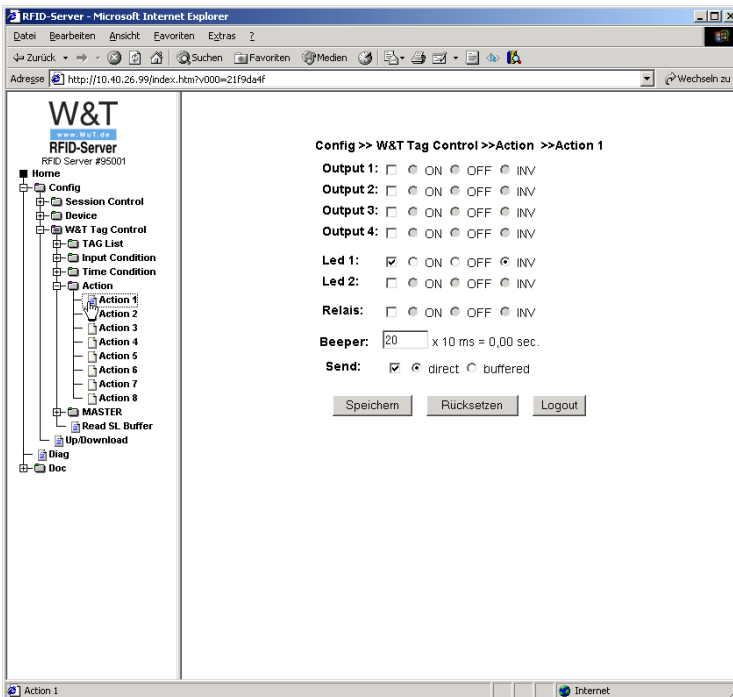 RFID-Server - Microsoft Internet Explorer
Datei Bearbeiten Ansicht Favoriten Extras ?
Zurück Suchen Favoriten Medien
Adresse http://10.40.26.99/index.htm?v000=21f9da4f Wechseln zu
W&T
www.WuT.de
RFID-Server
RFID Server #95001
Home
Config
Session Control
Device
W&T Tag Control
TAG List
Input Condition
Time Condition
Action
Action 1
Action 2
Action 3
Action 4
Action 5
Action 6
Action 7
Action 8
MASTER
Read SL Buffer
Up/Download
Diag
Doc
Config >> W&T Tag Control >>Action >>Action 1
Output 1: ON OFF INV
Output 2: ON OFF INV
Output 3: ON OFF INV
Output 4: ON OFF INV
Led 1: ON OFF INV
Led 2: ON OFF INV
Relais: ON OFF INV
Beeper: 20 x 10 ms = 0,00 sec.
Send: direct buffered
Speichern Rücksetzen Logout
Action 1 Internet